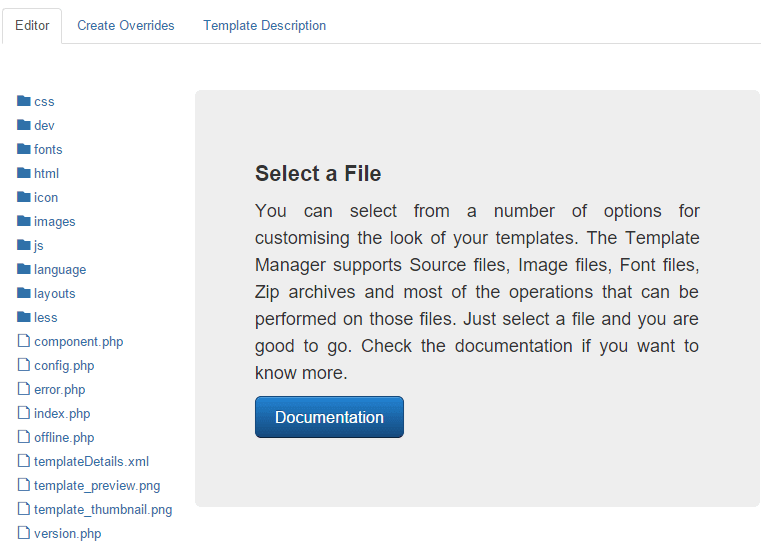 Editor
Create Overrides
Template Description
css
dev
fonts
html
icon
images
js
language
layouts
less
component.php
config.php
error.php
index.php
offline.php
templateDetails.xml
template_preview.png
template_thumbnail.png
version.php
Select a File
You can select from a number of options for
customising the look of your templates. The Template
Manager supports Source files, Image files, Font files,
Zip archives and most of the operations that can be
performed on those files. Just select a file and you are
good to go. Check the documentation if you want to
know more.
Documentation